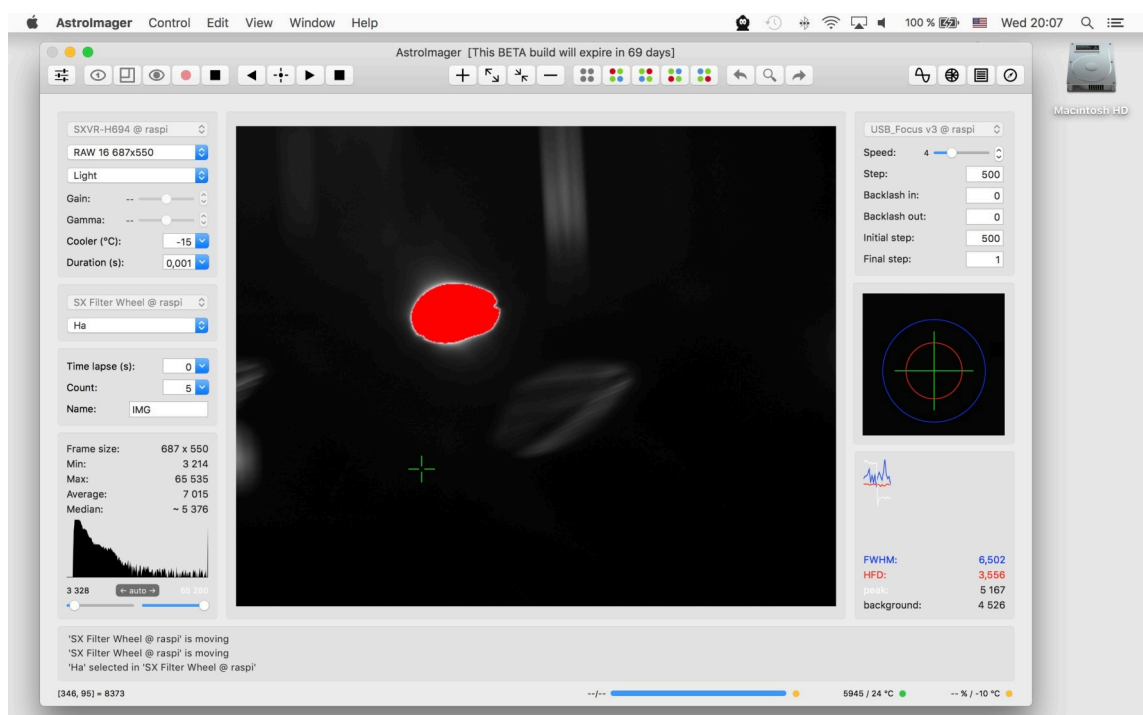 AstroImager Control Edit View Window Help 100 % Wed 20:07
AstroImager [This BETA build will expire in 69 days]
Macintosh HD
SXVR-H694 @ raspi
RAW 16 687x550
Light
Gain: --
Gamma: --
Cooler (°C): -15
Duration (s): 0,001
SX Filter Wheel @ raspi
Ha
Time lapse (s): 0
Count: 5
Name: IMG
Frame size: 687 x 550
Min: 3 214
Max: 65 535
Average: 7 015
Median: ~ 5 376
3 328 ← auto → 65 280
USB_Focus v3 @ raspi
Speed: 4
Step: 500
Backlash in: 0
Backlash out: 0
Initial step: 500
Final step: 1
FWHM: 6,502
HFD: 3,556
peak: 5 167
background: 4 526
'SX Filter Wheel @ raspi' is moving
'SX Filter Wheel @ raspi' is moving
'Ha' selected in 'SX Filter Wheel @ raspi'
[346, 95] = 8373 --/-- 5945 / 24 °C -- % / -10 °C